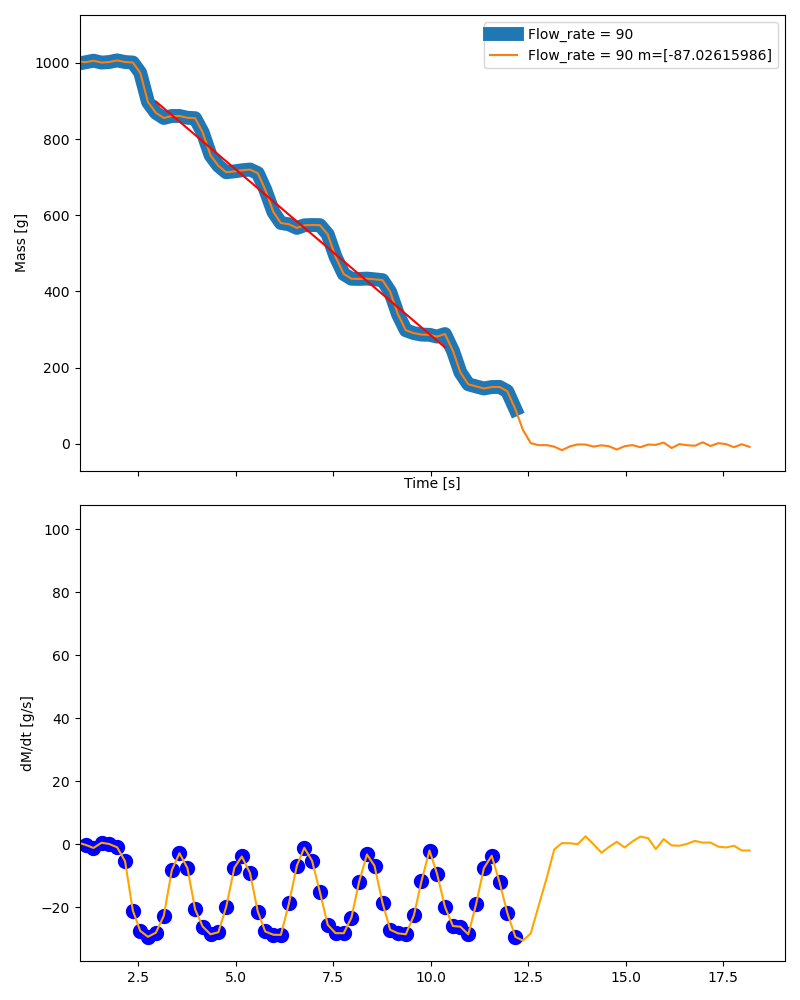 Flow_rate = 90
Flow_rate = 90 m=[-87.02615986]
1000
800
600
400
200
0
Mass [g]
Time [s]
100
80
60
40
20
0
−20
dM/dt [g/s]
2.5 5.0 7.5 10.0 12.5 15.0 17.5